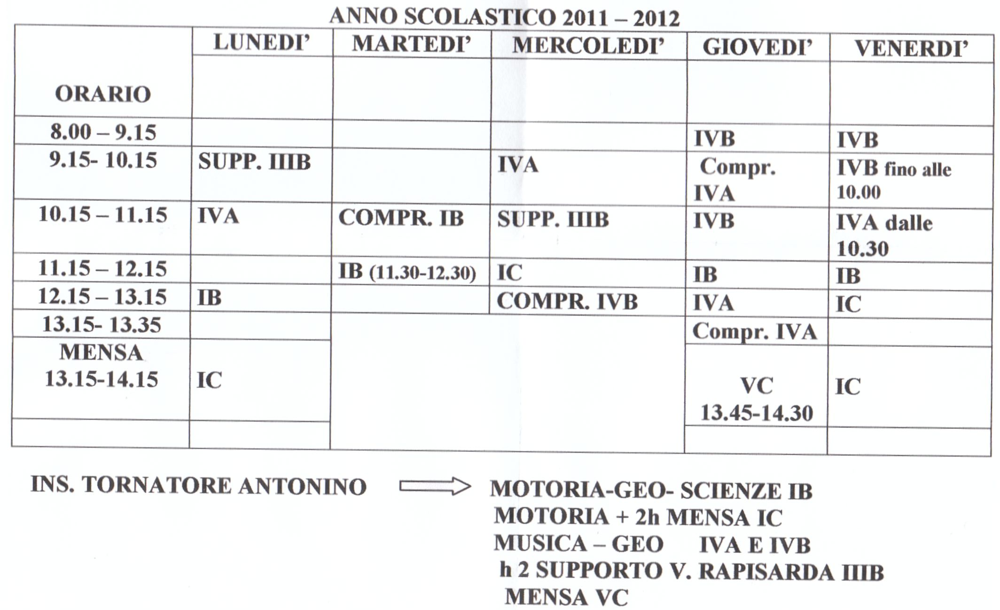 ANNO SCOLASTICO 2011 – 2012
ORARIO LUNEDI’ MARTEDI’ MERCOLEDI’ GIOVEDI’ VENERDI’
8.00 – 9.15 IVB IVB
9.15- 10.15 SUPP. IIIB IVA Compr. IVB fino alle
IVA 10.00
10.15 – 11.15 IVA COMPR. IB SUPP. IIIB IVB IVA dalle
10.30
11.15 – 12.15 IB (11.30-12.30) IC IB IB
12.15 – 13.15 IB COMPR. IVB IVA IC
13.15- 13.35 Compr. IVA
MENSA
13.15-14.15 IC VC IC
13.45-14.30
INS. TORNATORE ANTONINO MOTORIA-GEO- SCIENZE IB
MOTORIA + 2h MENSA IC
MUSICA – GEO IVA E IVB
h 2 SUPPORTO V. RAPISARDA IIIB
MENSA VC